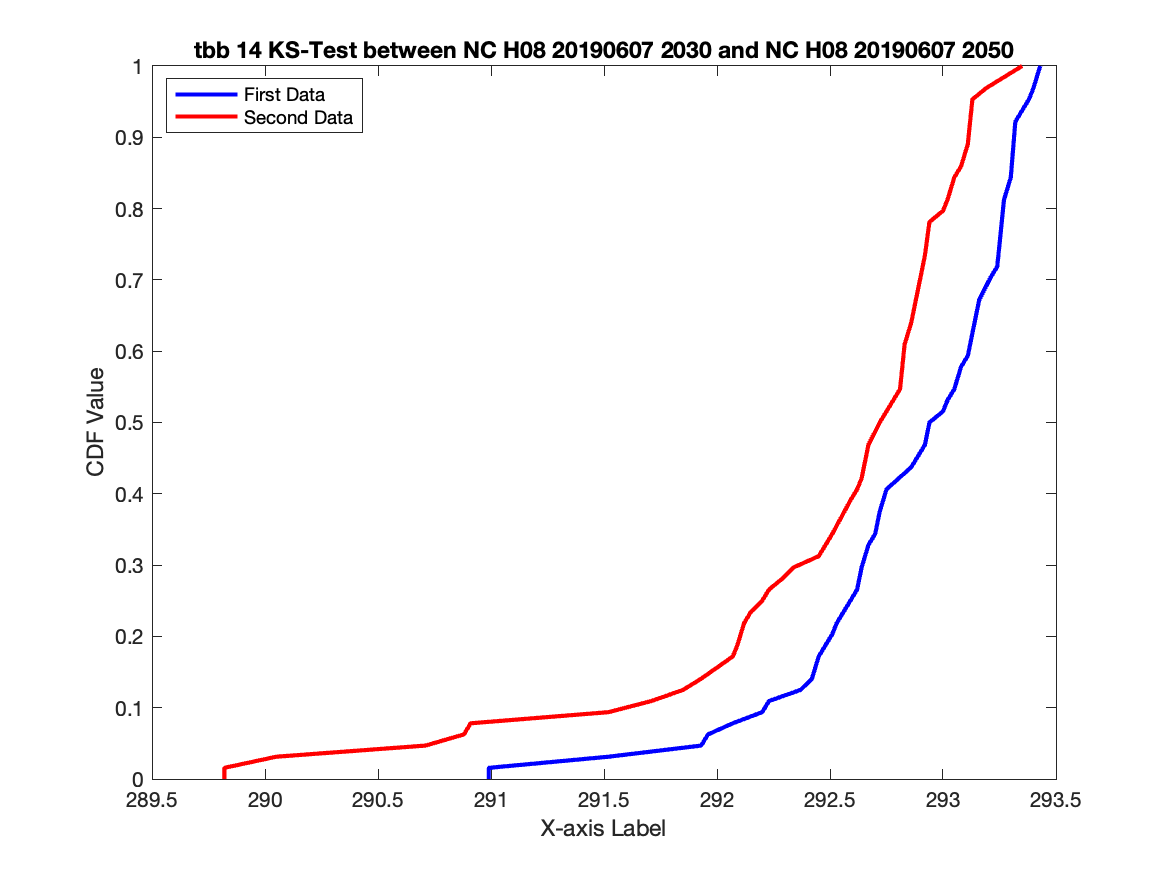 tbb 14 KS-Test between NC H08 20190607 2030 and NC H08 20190607 2050
First Data
Second Data
1
0.9
0.8
0.7
0.6
0.5
0.4
0.3
0.2
0.1
0
CDF Value
289.5 290 290.5 291 291.5 292 292.5 293 293.5
X-axis Label